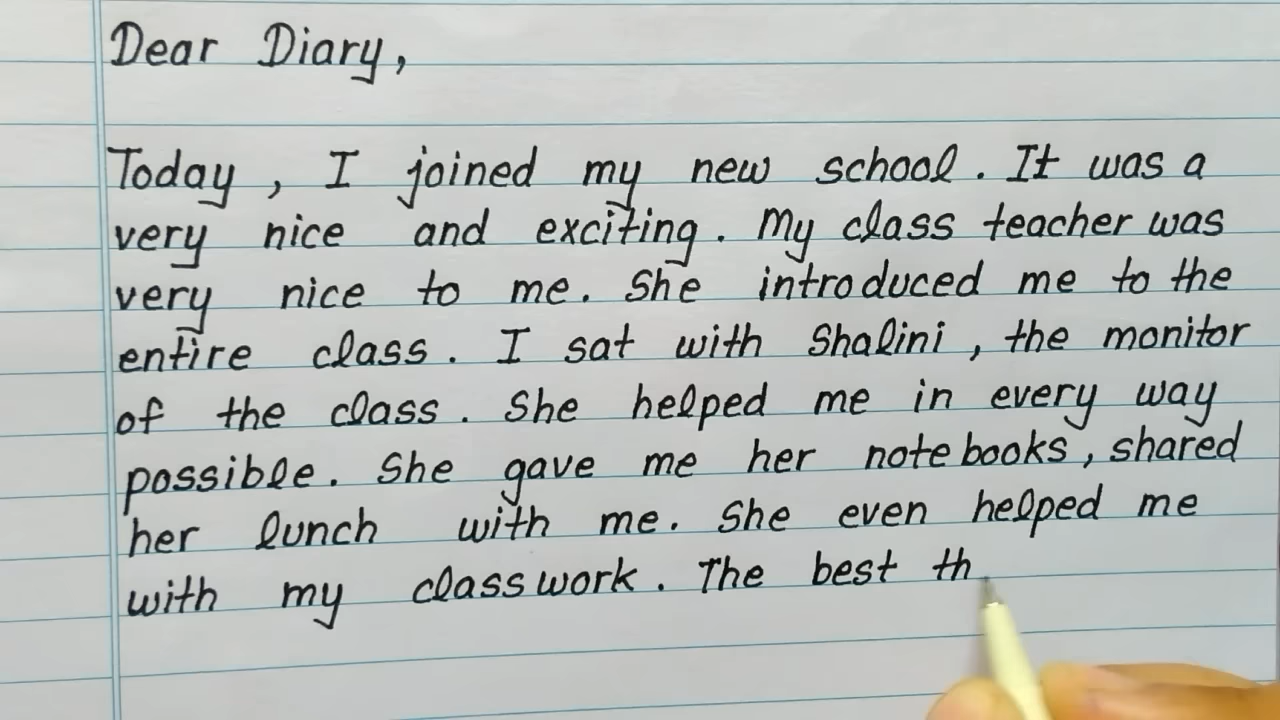 Dear Diary,
Today, I joined my new school. It was a
very nice and exciting. My class teacher was
very nice to me. She introduced me to the
entire class. I sat with Shalini, the monitor
of the class. She helped me in every way
possible. She gave me her notebooks, shared
her lunch with me. She even helped me
with my classwork. The best th